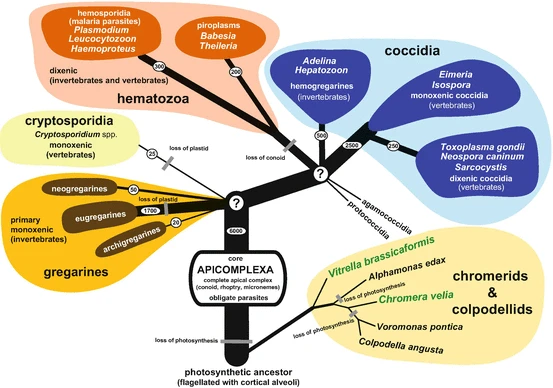 hemosporidia
(malaria parasites)
Plasmodium
Leucocytozoon
Haemoproteus
piroplasms
Babesia
Theileria
300
200
dixenic
(invertebrates and vertebrates)
hematozoa
coccidia
Adelina
Hepatozoon
hemogregarines
(invertebrates)
Eimeria
Isospora
monoxenic coccidia
(vertebrates)
500
2500
250
Toxoplasma gondii
Neospora caninum
Sarcocystis
dixenic coccidia
(vertebrates)
cryptosporidia
Cryptosporidium spp.
monoxenic
(vertebrates)
25
loss of plastid
loss of conoid
?
agamococcidia
Protococcidia
neogregarines
50
loss of plastid
primary
monoxenic
(invertebrates)
eugregarines
1700
archigregarines
20
gregarines
?
6000
core
APICOMPLEXA
complete apical complex
(conoid, rhoptry, micronemes)
obligate parasites
Vitrella brassicaformis
Alphamonas edax
loss of photosynthesis
Chromera velia
chromerids
&
colpodellids
loss of photosynthesis
Voromonas pontica
Colpodella angusta
loss of photosynthesis
photosynthetic ancestor
(flagellated with cortical alveoli)